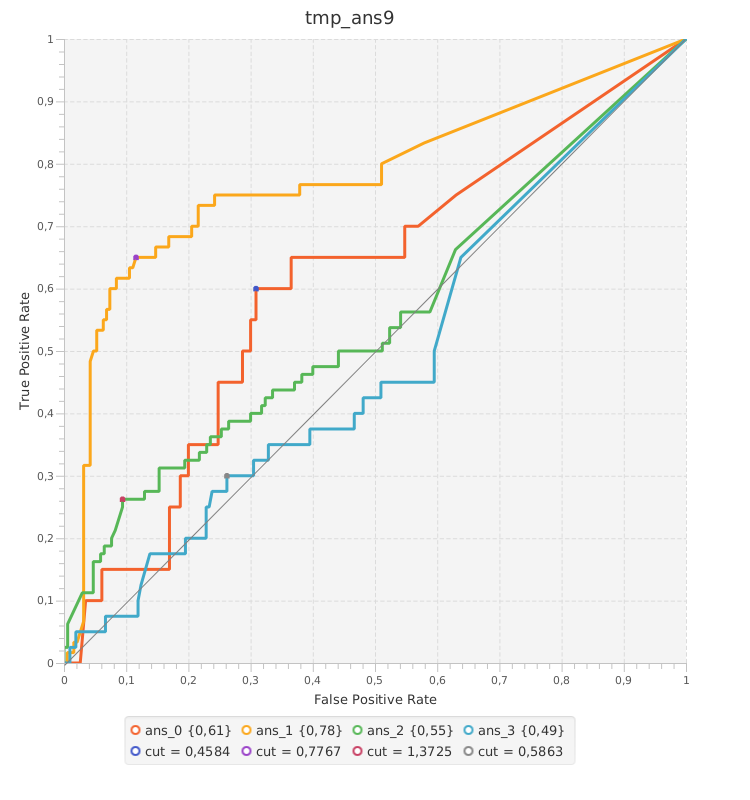 tmp_ans9
1
0,9
0,8
0,7
0,6
0,5
0,4
0,3
0,2
0,1
0
True Positive Rate
0 0,1 0,2 0,3 0,4 0,5 0,6 0,7 0,8 0,9 1
False Positive Rate
ans_0 {0,61} ans_1 {0,78} ans_2 {0,55} ans_3 {0,49}
cut = 0,4584 cut = 0,7767 cut = 1,3725 cut = 0,5863